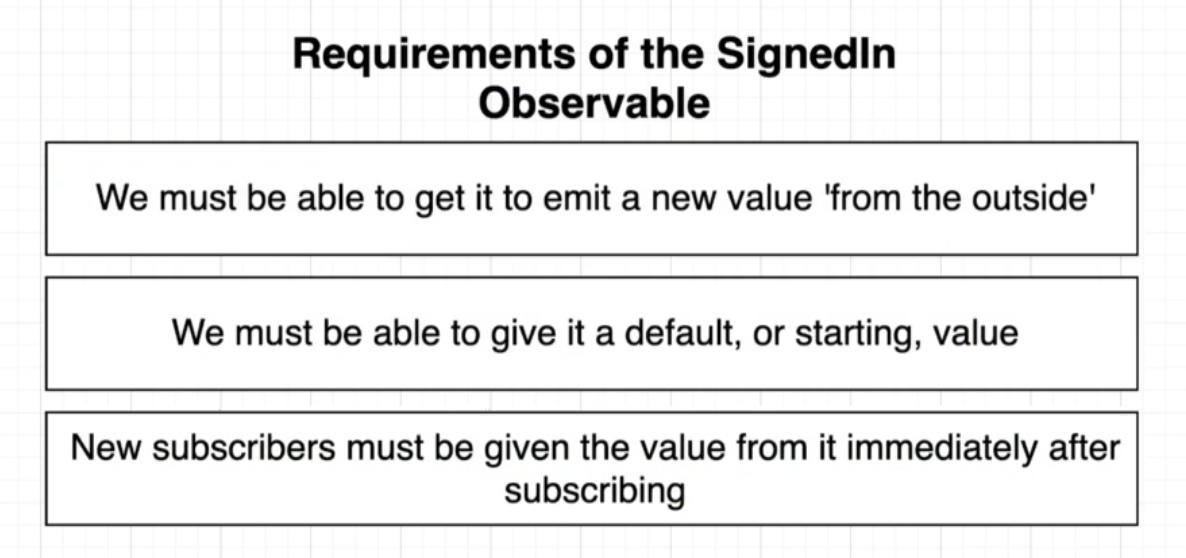 Requirements of the SignedIn
Observable
We must be able to get it to emit a new value 'from the outside'
We must be able to give it a default, or starting, value
New subscribers must be given the value from it immediately after
subscribing